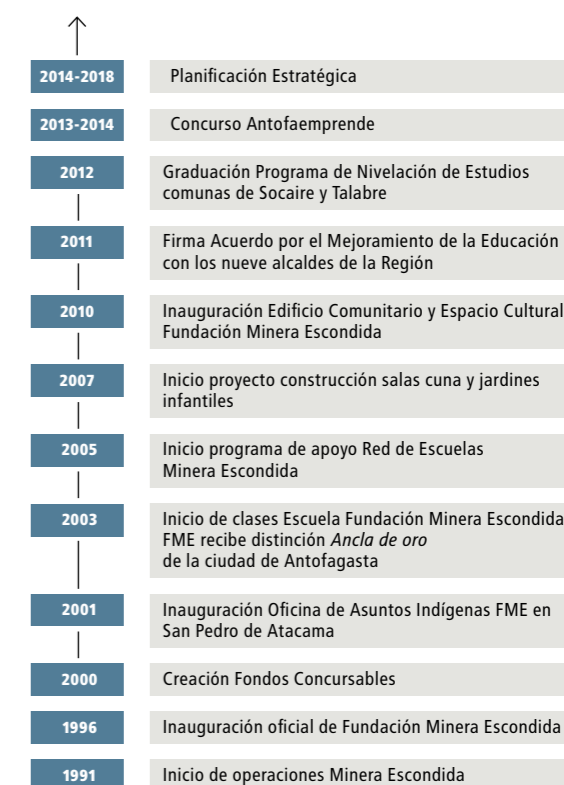 2014-2018
Planificación Estratégica
2013-2014
Concurso Antofaemprende
2012
Graduación Programa de Nivelación de Estudios
comunas de Socaire y Talabre
2011
Firma Acuerdo por el Mejoramiento de la Educación
con los nueve alcaldes de la Región
2010
Inauguración Edificio Comunitario y Espacio Cultural
Fundación Minera Escondida
2007
Inicio proyecto construcción salas cuna y jardines
infantiles
2005
Inicio programa de apoyo Red de Escuelas
Minera Escondida
2003
Inicio de clases Escuela Fundación Minera Escondida
FME recibe distinción Ancla de oro
de la ciudad de Antofagasta
2001
Inauguración Oficina de Asuntos Indígenas FME en
San Pedro de Atacama
2000
Creación Fondos Concursables
1996
Inauguración oficial de Fundación Minera Escondida
1991
Inicio de operaciones Minera Escondida